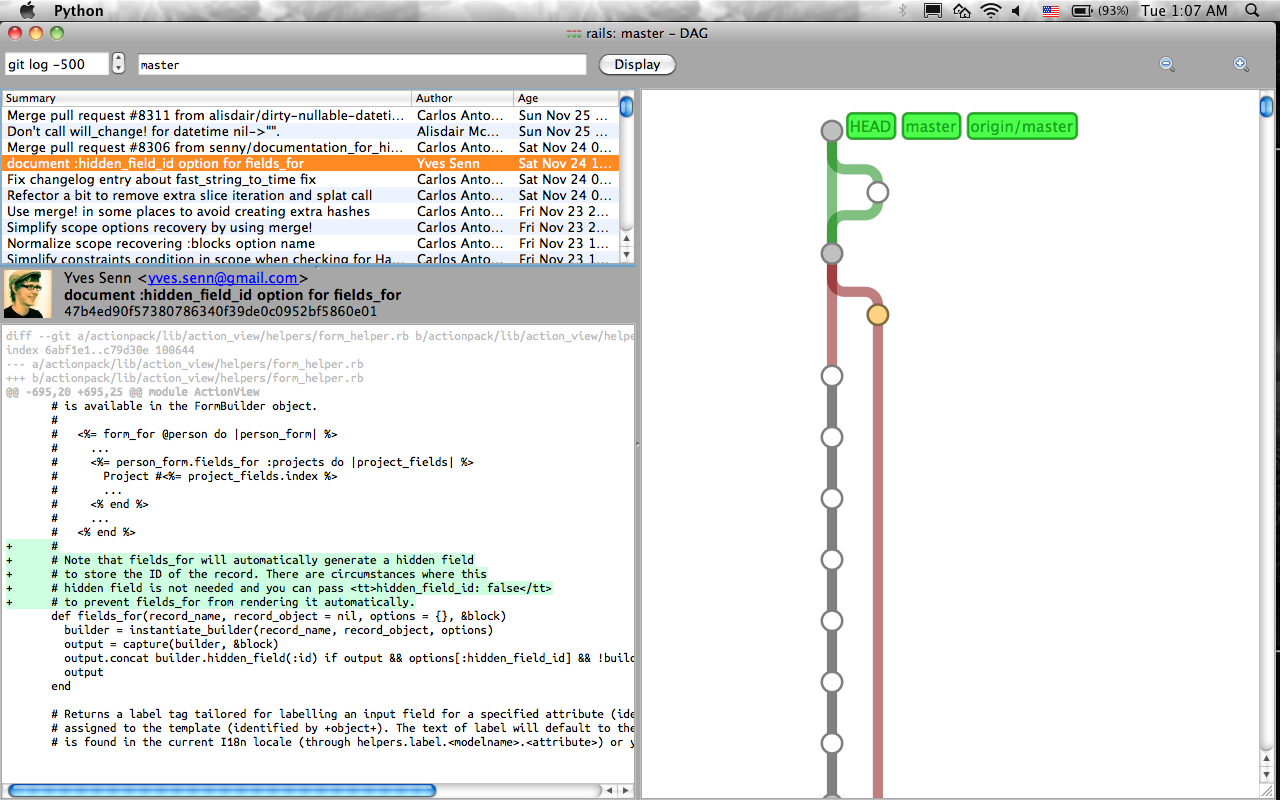 Python (93%) Tue 1:07 AM
rails: master – DAG
git log -500 master Display
Summary Author Age
Merge pull request #8311 from alisdair/dirty-nullable-dateti... Carlos Anto... Sun Nov 25 ...
Don't call will_change! for datetime nil->"". Alisdair Mc... Sun Nov 25 ...
Merge pull request #8306 from senny/documentation_for_hi... Carlos Anto... Sat Nov 24 0...
document :hidden_field_id option for fields_for Yves Senn Sat Nov 24 1...
Fix changelog entry about fast_string_to_time fix Carlos Anto... Sat Nov 24 0...
Refactor a bit to remove extra slice iteration and splat call Carlos Anto... Sat Nov 24 0...
Use merge! in some places to avoid creating extra hashes Carlos Anto... Fri Nov 23 2...
Simplify scope options recovery by using merge! Carlos Anto... Fri Nov 23 2...
Normalize scope recovering :blocks option name Carlos Anto... Fri Nov 23 1...
Simplify constraints condition in scope when checking for Ha... Carlos Anto... Fri Nov 23 1...
Yves Senn <yves.senn@gmail.com>
document :hidden_field_id option for fields_for
47b4ed90f57380786340f39de0c0952bf5860e01
diff --git a/actionpack/lib/action_view/helpers/form_helper.rb b/actionpack/lib/action_view/helpe
index 6abf1e1..c79d30e 100644
--- a/actionpack/lib/action_view/helpers/form_helper.rb
+++ b/actionpack/lib/action_view/helpers/form_helper.rb
@@ -695,20 +695,25 @@ module ActionView
# is available in the FormBuilder object.
#
# <%= form_for @person do |person_form| %>
# ...
# <%= person_form.fields_for :projects do |project_fields| %>
# Project #<%= project_fields.index %>
# ...
# <% end %>
# ...
# <% end %>
+ #
+ # Note that fields_for will automatically generate a hidden field
+ # to store the ID of the record. There are circumstances where this
+ # hidden field is not needed and you can pass <tt>hidden_field_id: false</tt>
+ # to prevent fields_for from rendering it automatically.
def fields_for(record_name, record_object = nil, options = {}, &block)
builder = instantiate_builder(record_name, record_object, options)
output = capture(builder, &block)
output.concat builder.hidden_field(:id) if output && options[:hidden_field_id] && !builc
output
end
# Returns a label tag tailored for labelling an input field for a specified attribute (ide
# assigned to the template (identified by +object+). The text of label will default to the
# is found in the current I18n locale (through helpers.label.<modelname>.<attribute>) or y
HEAD master origin/master